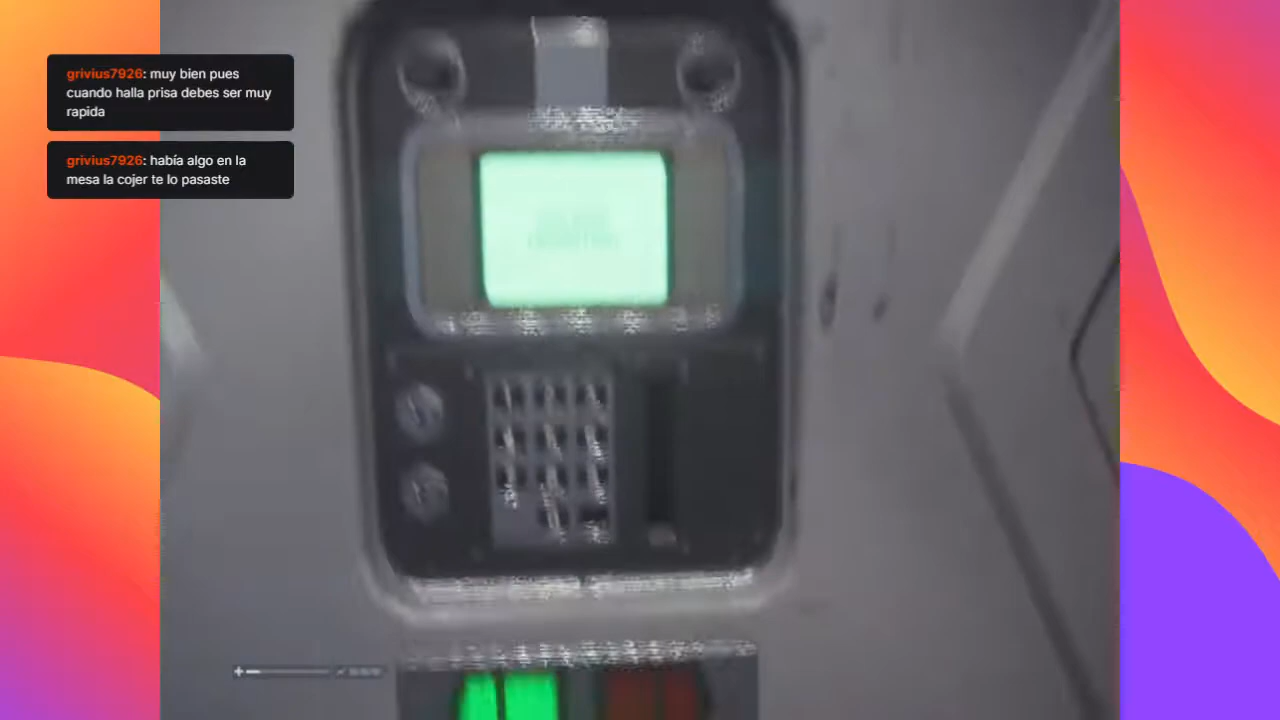 grivius7926: muy bien pues
cuando halla prisa debes ser muy
rapida
grivius7926: había algo en la
mesa la cojer te lo pasaste